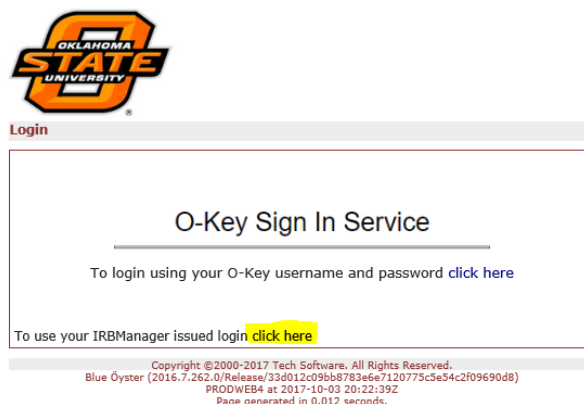 OKLAHOMA
STATE
UNIVERSITY
®
Login
O-Key Sign In Service
To login using your O-Key username and password click here
To use your IRBManager issued login click here
Copyright ©2000-2017 Tech Software. All Rights Reserved.
Blue Öyster (2016.7.262.0/Release/33d012c09bb8783e6e7120775c5e54c2f09690d8)
PRODWEB4 at 2017-10-03 20:22:39Z
Page generated in 0.012 seconds.